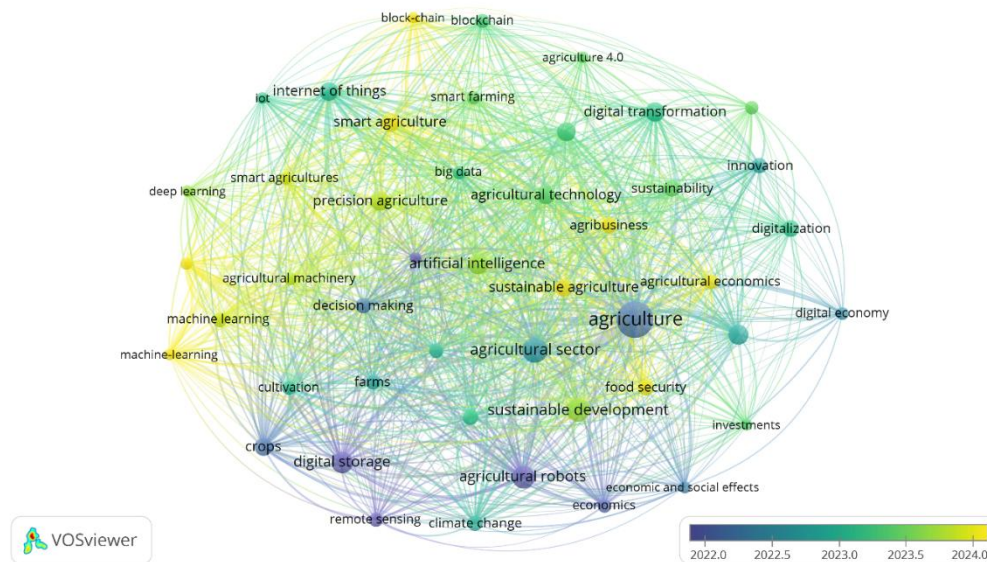 block-chain
blockchain
agriculture 4.0
iot
internet of things
smart farming
digital transformation
smart agriculture
innovation
big data
smart agricultures
deep learning
precision agriculture
agricultural technology
sustainability
agribusiness
digitalization
artificial intelligence
agricultural machinery
sustainable agriculture
agricultural economics
decision making
digital economy
machine learning
agriculture
machine-learning
agricultural sector
cultivation
farms
food security
sustainable development
investments
crops
digital storage
agricultural robots
economic and social effects
economics
remote sensing
climate change
VOSviewer
2022.0 2022.5 2023.0 2023.5 2024.0